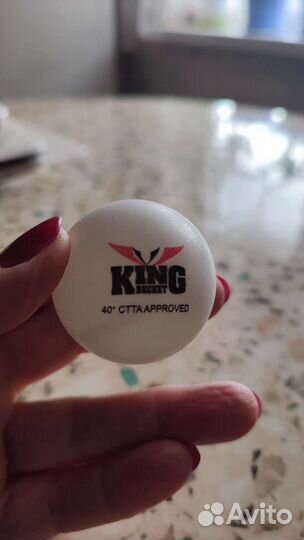 KING
BUCKET
40+ CTTA APPROVED
Avito